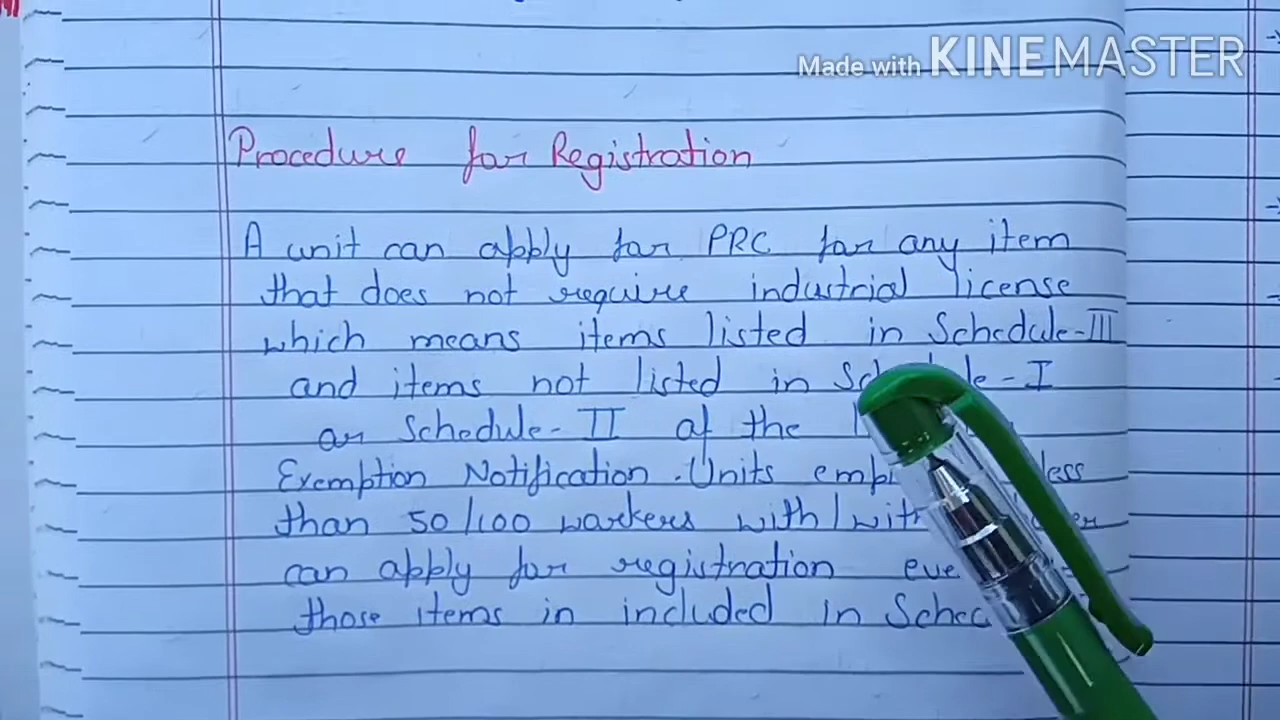 Made with KINEMASTER
Procedure for Registration
A unit can apply for PRC for any item
that does not require industrial license
which means items listed in Schedule-III
and items not listed in Schedule-I
or Schedule-II of the
Exemption Notification. Units less
than 50/100 workers with/
can apply for registration
those items in included in